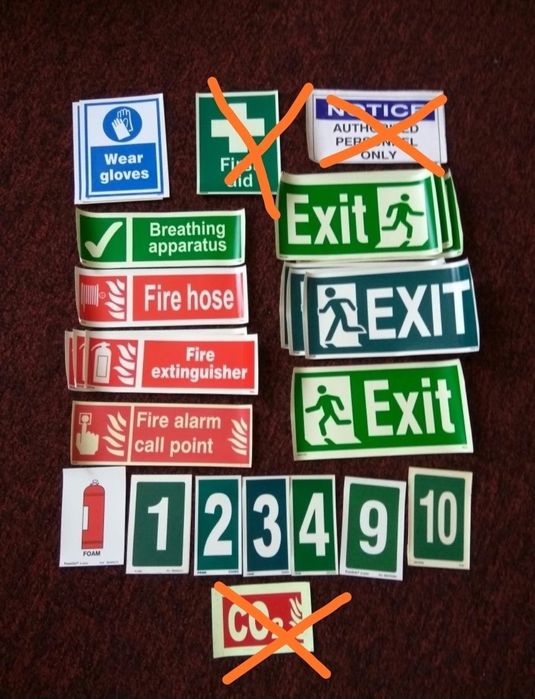 Wear
gloves
First
aid
NOTICE
AUTHORISED
PERSONNEL
ONLY
Breathing
apparatus
Exit
Fire hose
EXIT
Fire
extinguisher
Fire alarm
call point
Exit
FOAM
1
2
3
4
9
10
CO₂